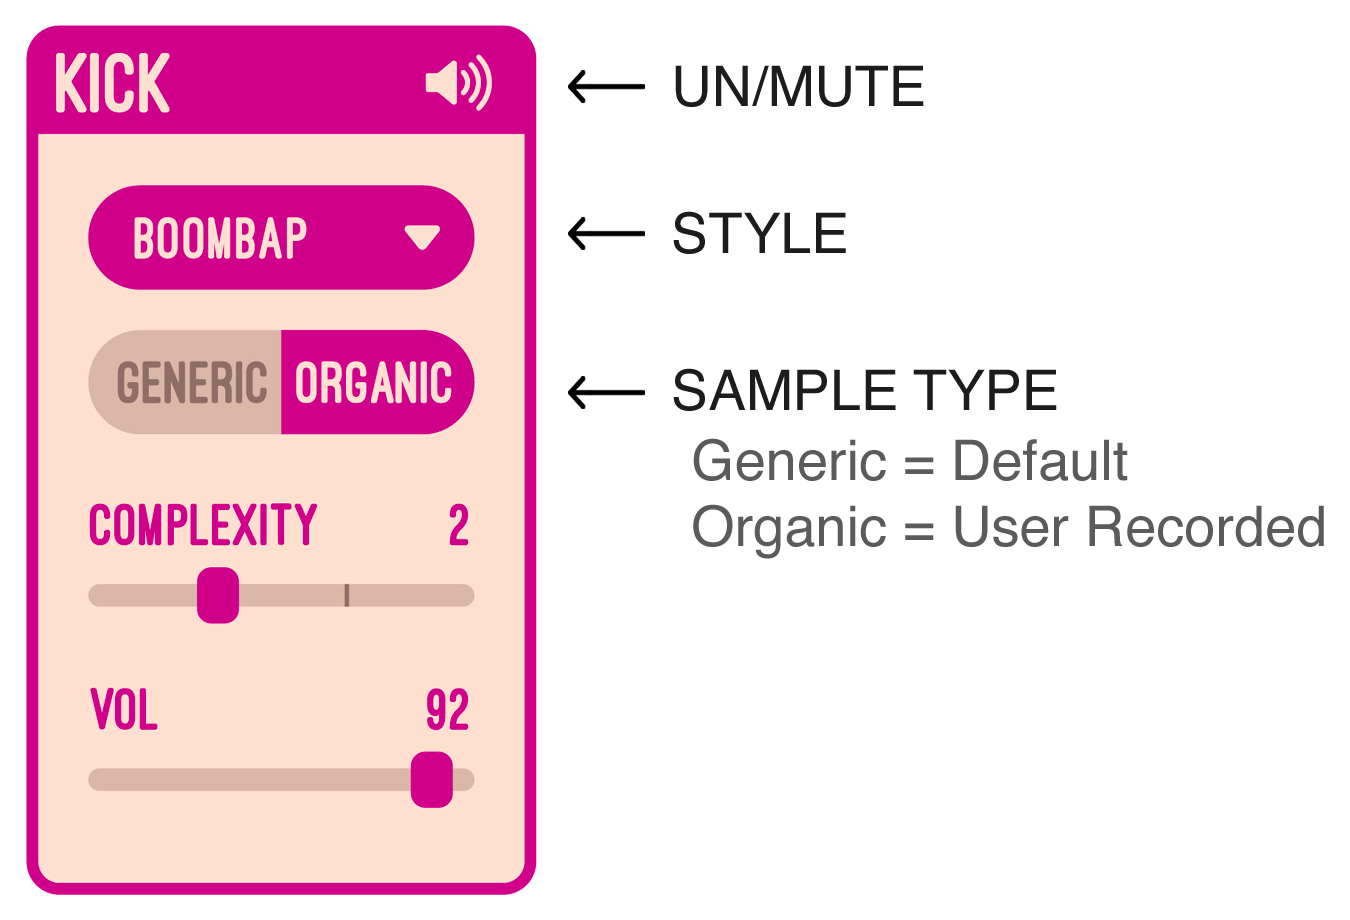 KICK
UN/MUTE
BOOMBAP
STYLE
GENERIC ORGANIC
SAMPLE TYPE
Generic = Default
Organic = User Recorded
COMPLEXITY 2
VOL 92